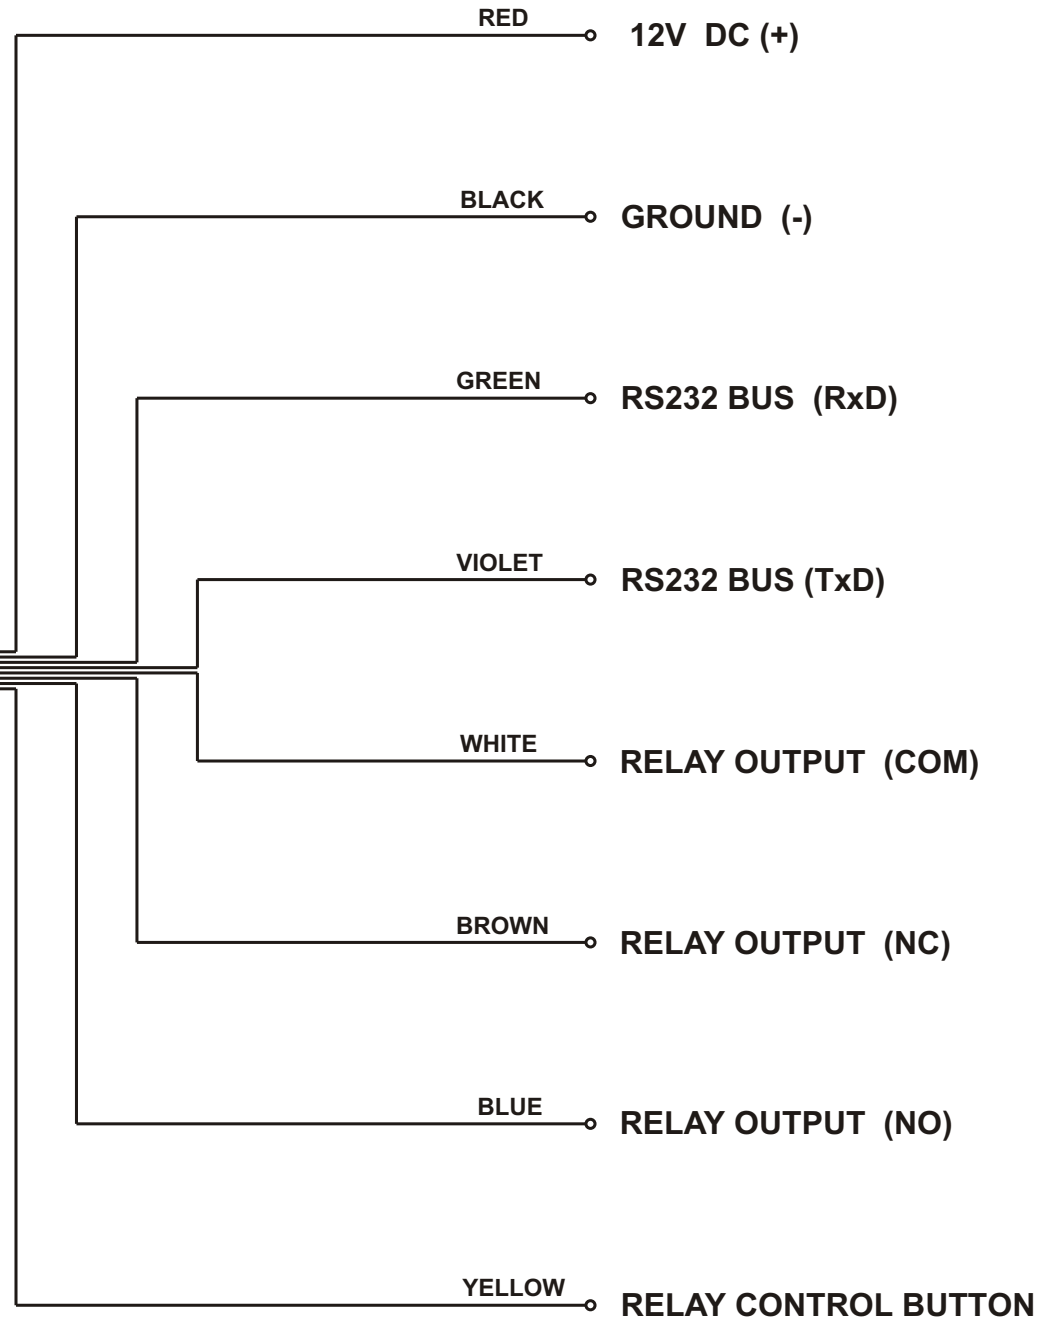 RED
12V DC (+)
BLACK
GROUND (-)
GREEN
RS232 BUS (RxD)
VIOLET
RS232 BUS (TxD)
WHITE
RELAY OUTPUT (COM)
BROWN
RELAY OUTPUT (NC)
BLUE
RELAY OUTPUT (NO)
YELLOW
RELAY CONTROL BUTTON